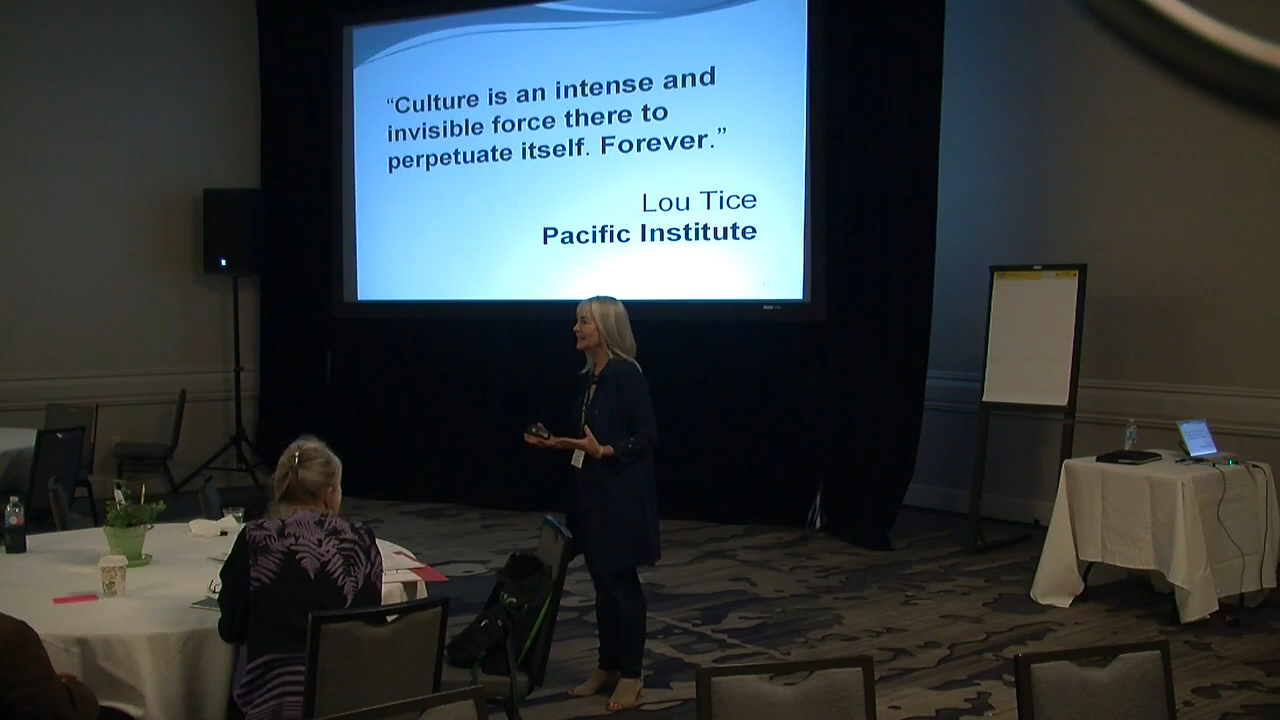 “Culture is an intense and
invisible force there to
perpetuate itself. Forever.”
Lou Tice
Pacific Institute